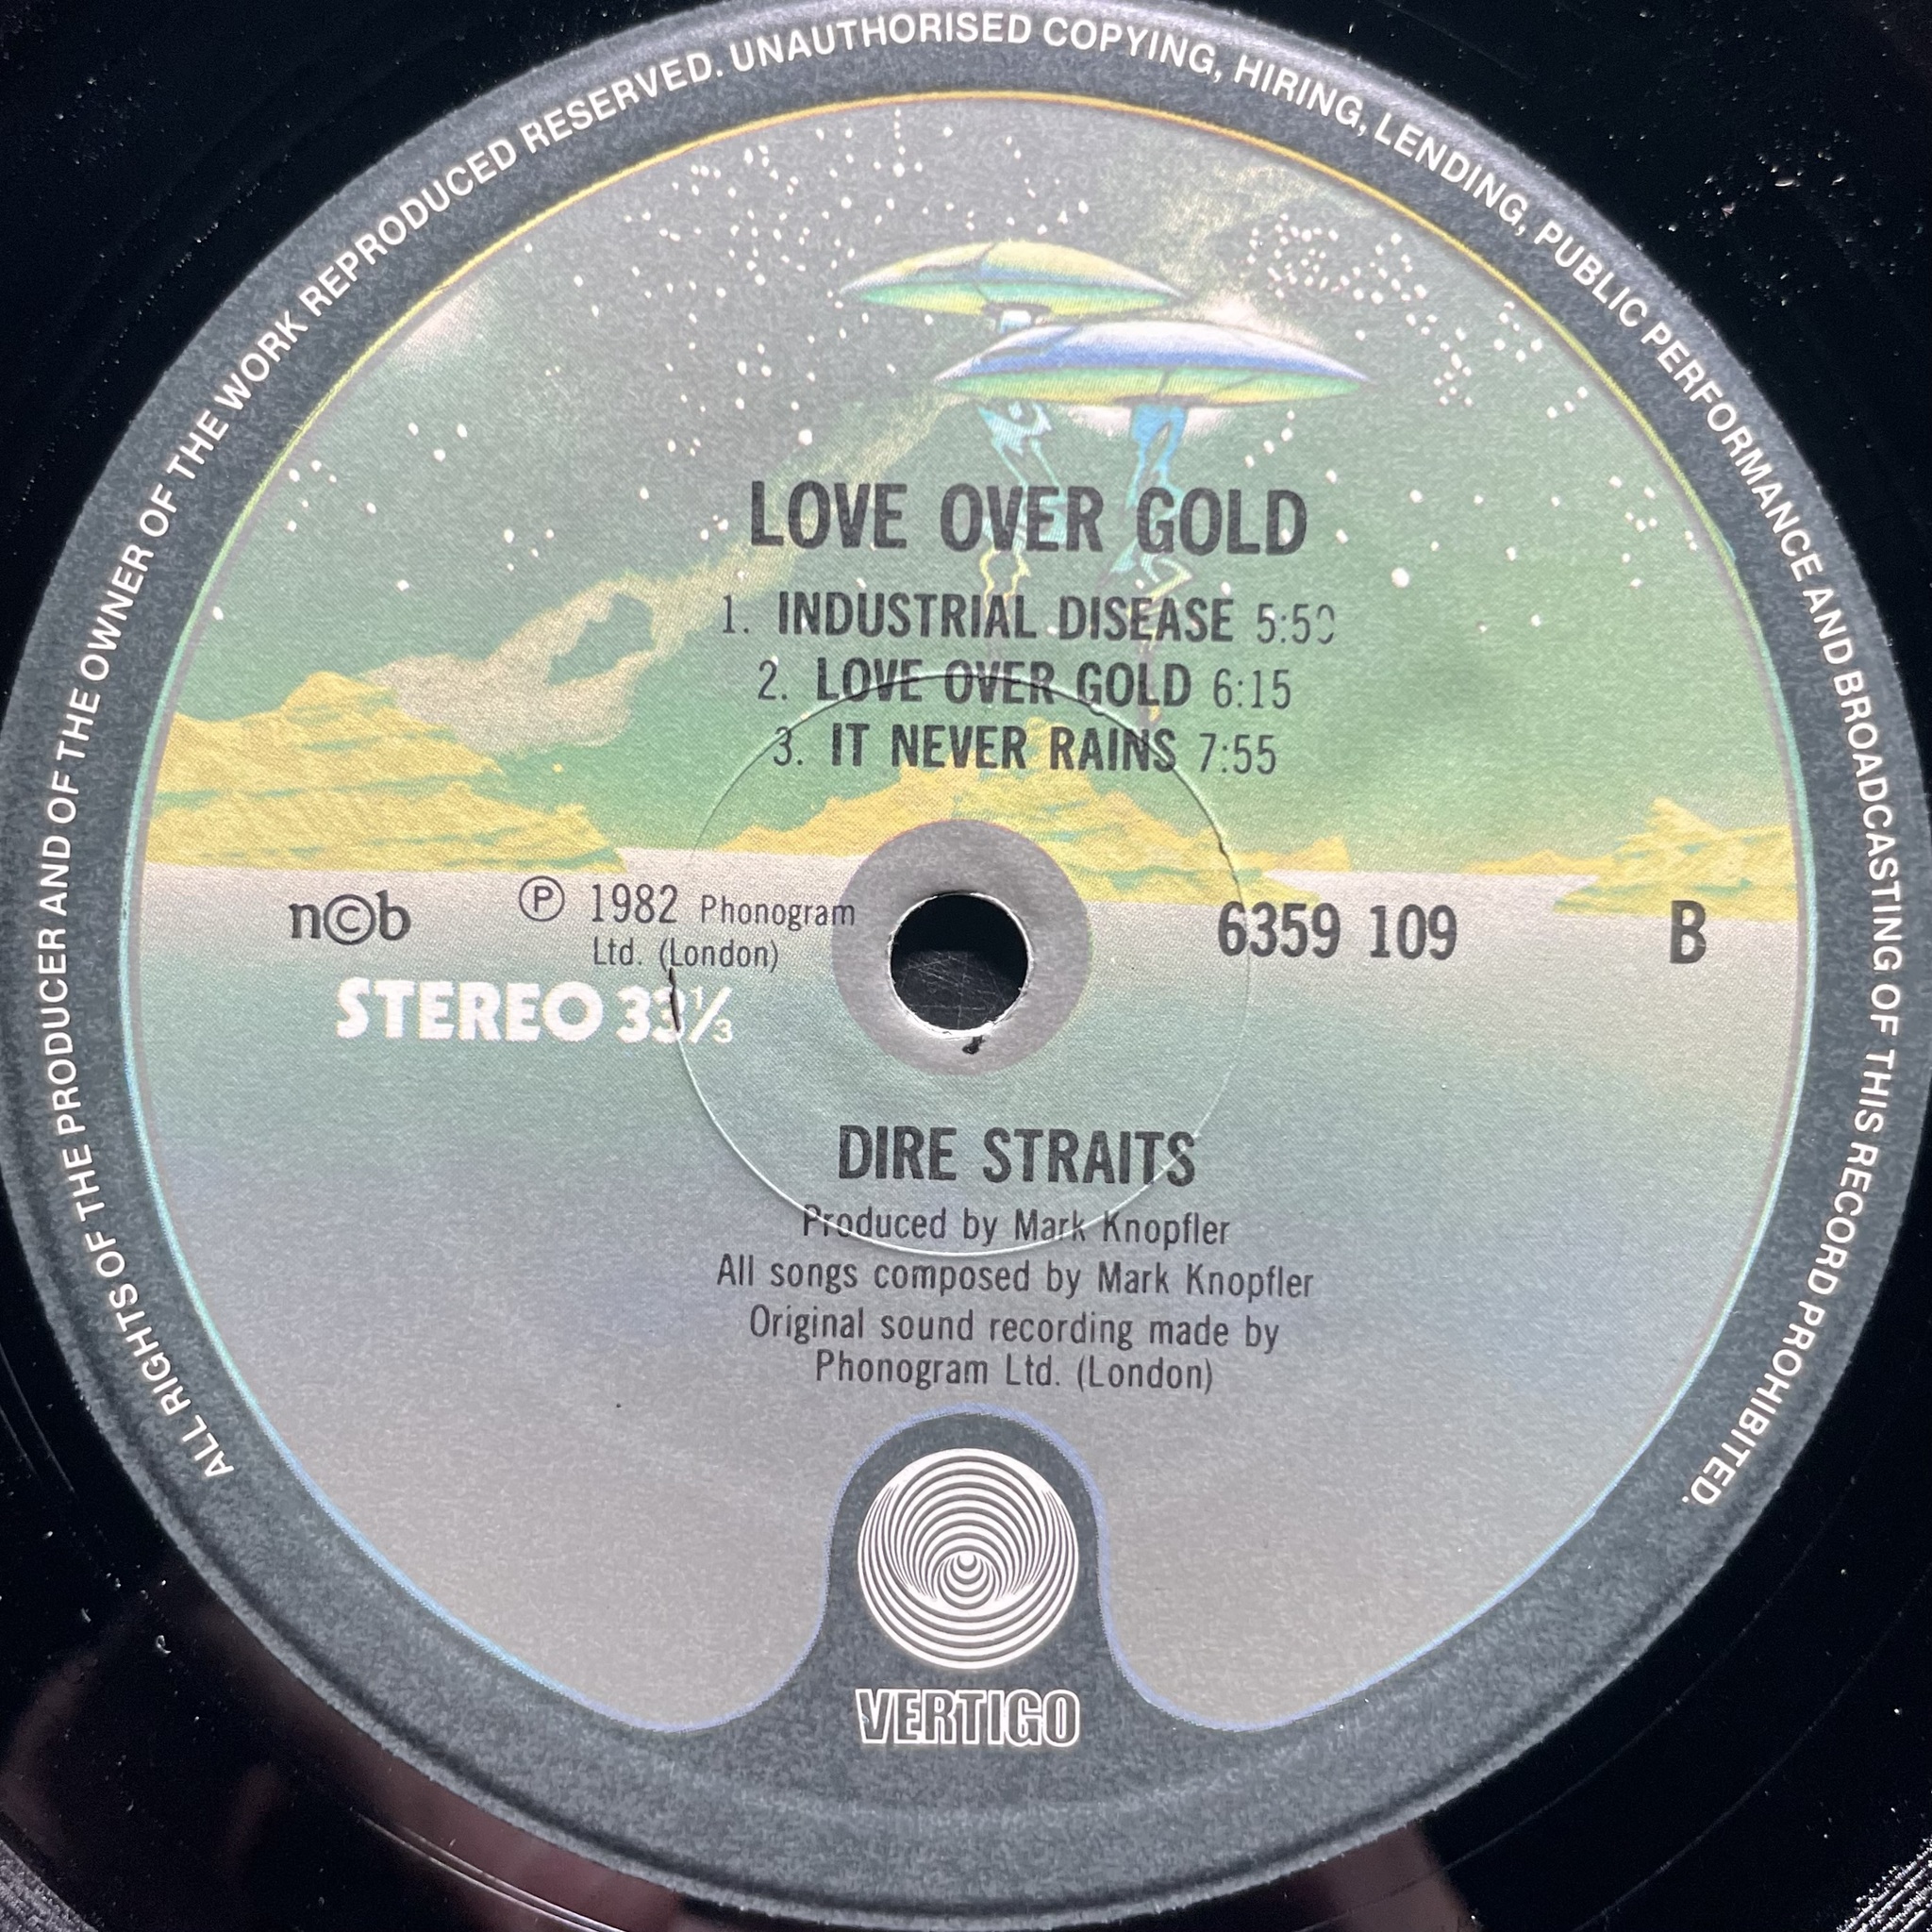 ALL RIGHTS OF THE PRODUCER AND OF THE OWNER OF THE WORK REPRODUCED RESERVED. UNAUTHORISED COPYING, HIRING, LENDING, PUBLIC PERFORMANCE AND BROADCASTING OF THIS RECORD PROHIBITED.
LOVE OVER GOLD
1. INDUSTRIAL DISEASE 5:50
2. LOVE OVER GOLD 6:15
3. IT NEVER RAINS 7:55
n©b
Ⓟ 1982 Phonogram
Ltd. (London)
STEREO 33⅓
6359 109
B
DIRE STRAITS
Produced by Mark Knopfler
All songs composed by Mark Knopfler
Original sound recording made by
Phonogram Ltd. (London)
VERTIGO